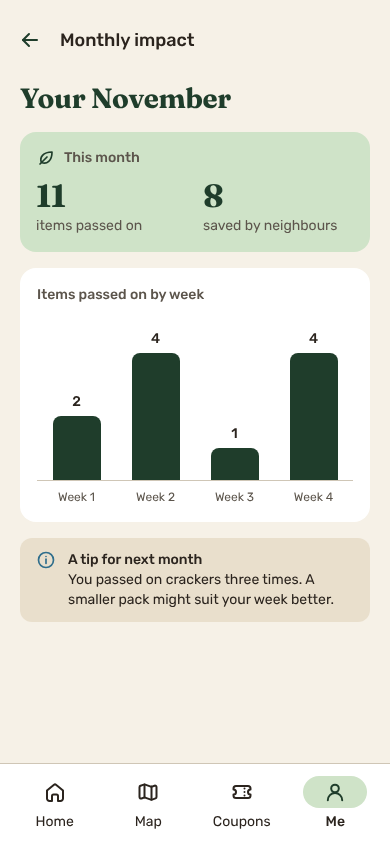 Monthly impact
Your November
This month
11
8
items passed on
saved by neighbours
Items passed on by week
2
4
1
4
Week 1
Week 2
Week 3
Week 4
A tip for next month
You passed on crackers three times. A
smaller pack might suit your week better.
Home
Map
Coupons
Me